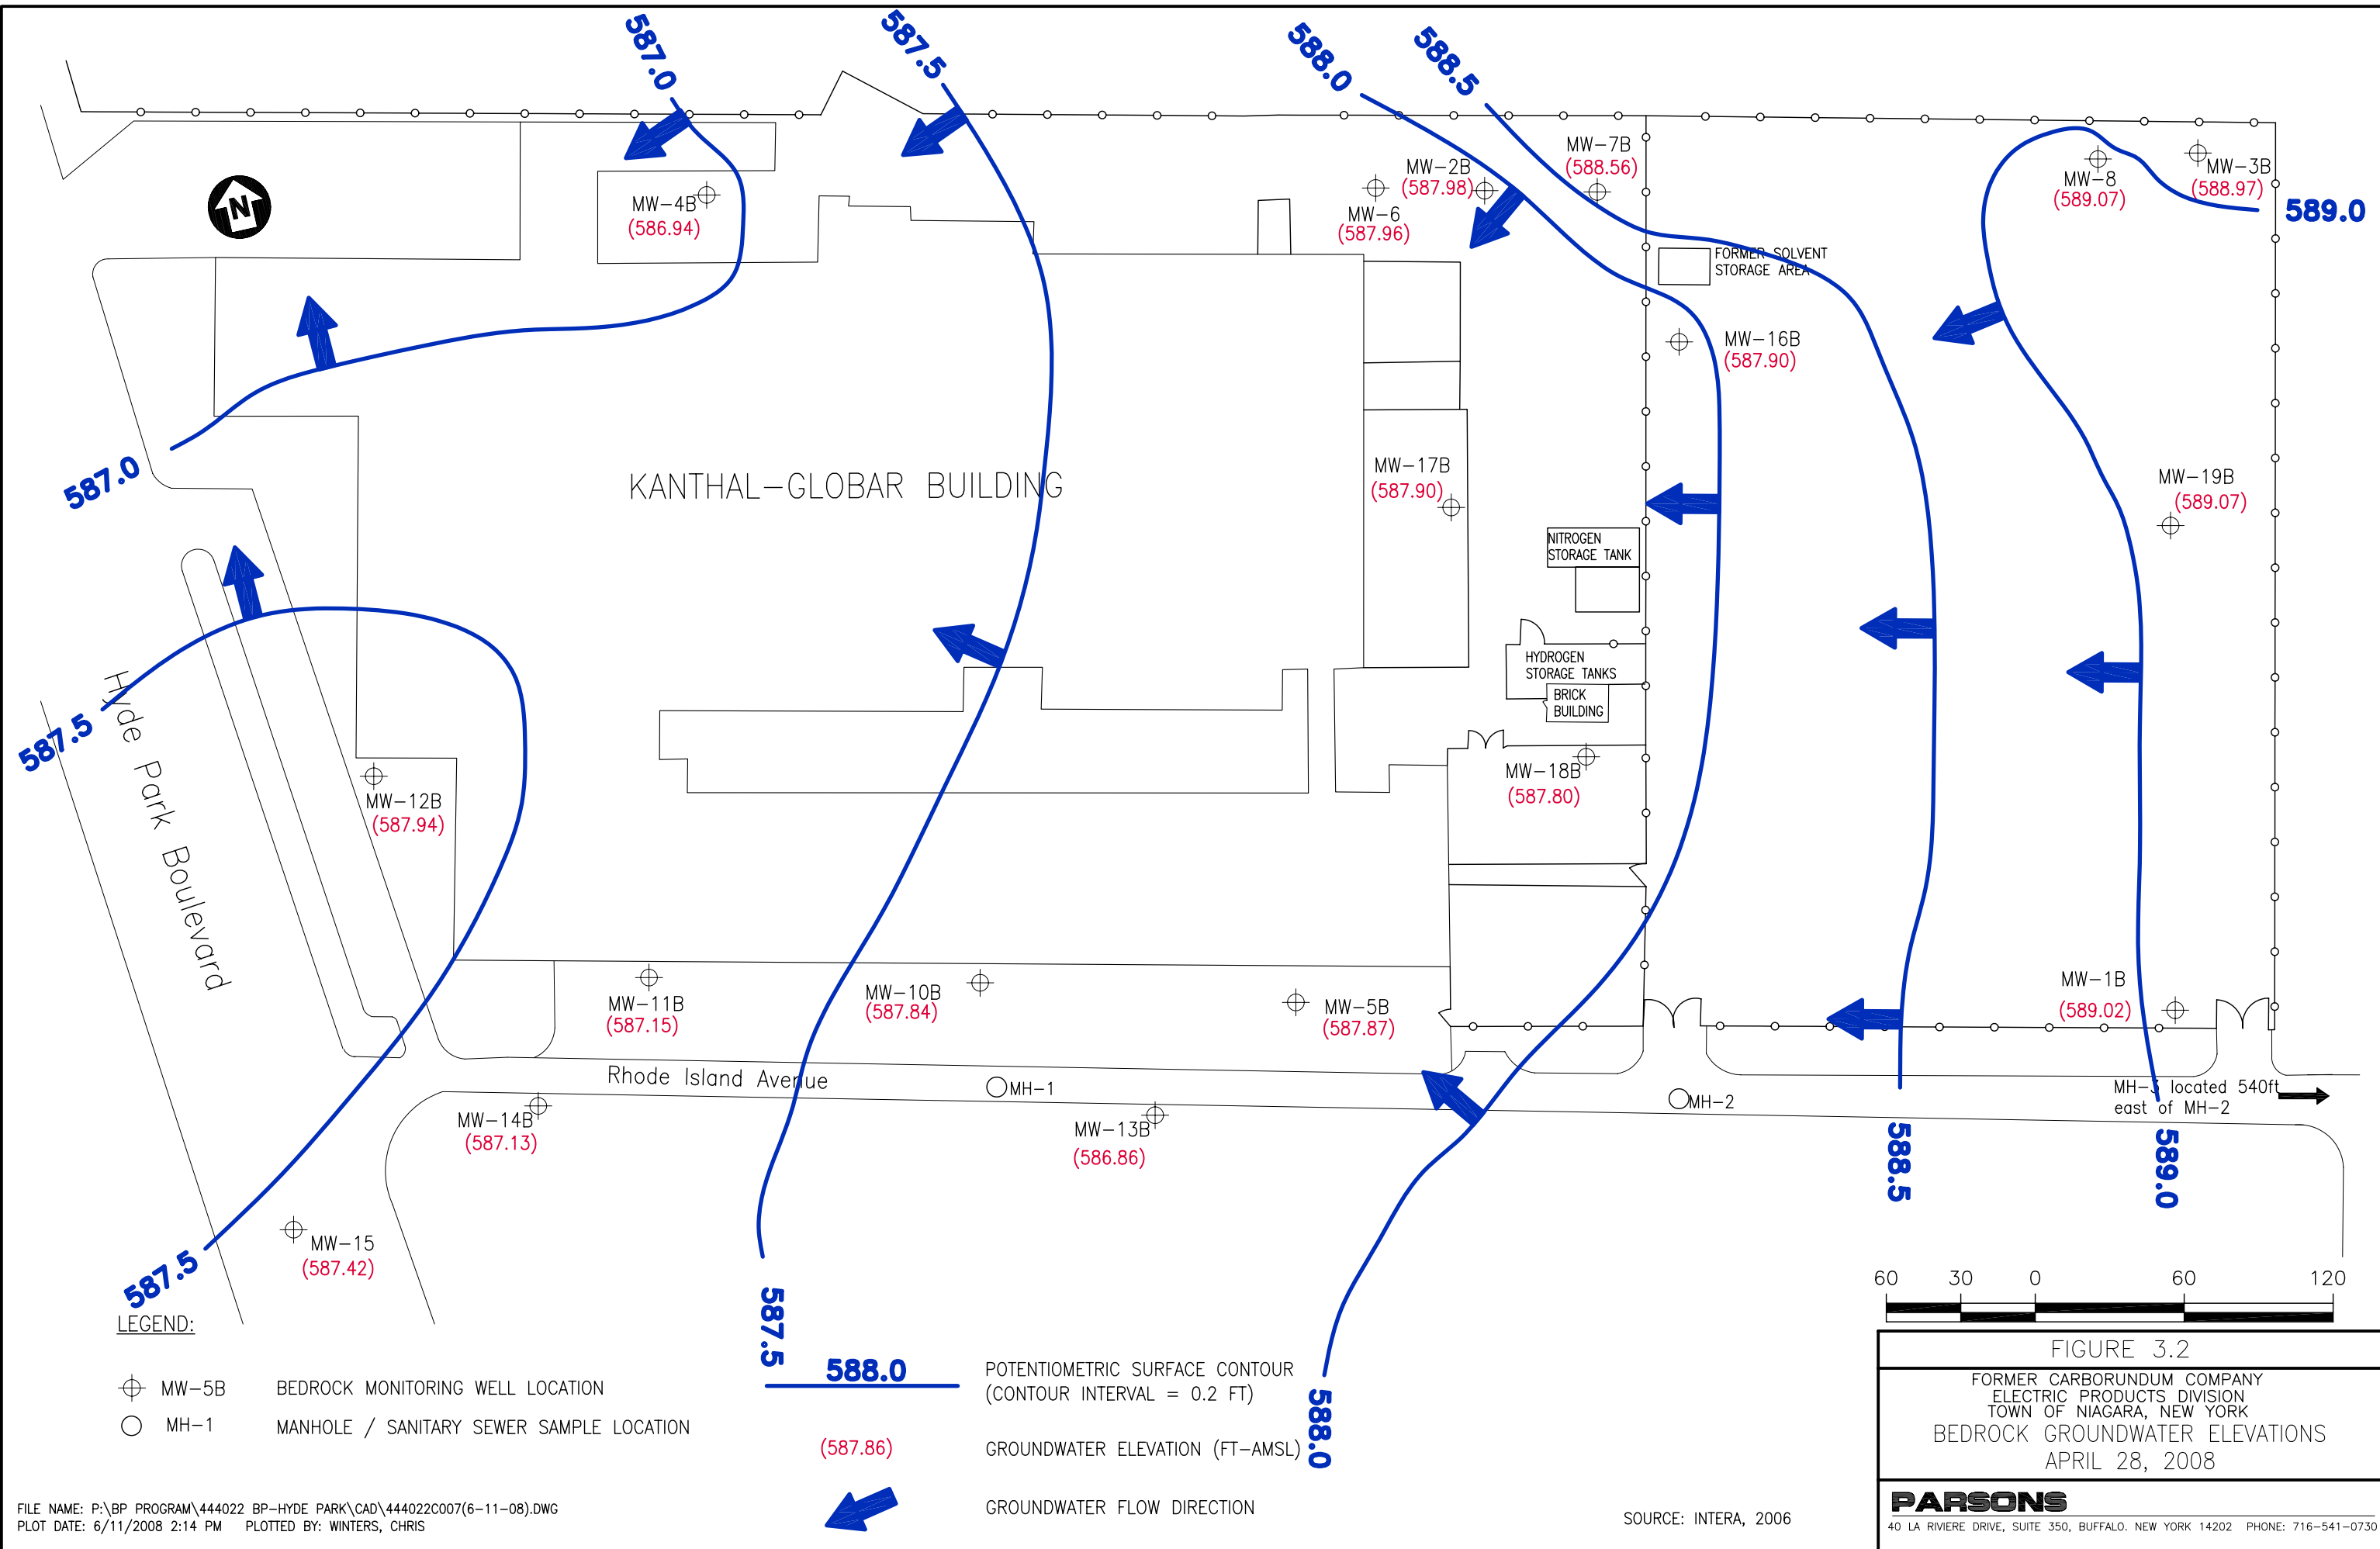 587.0
587.5
588.0
588.5
N
MW-4B
(586.94)
MW-6
(587.96)
MW-2B
(587.98)
MW-7B
(588.56)
MW-8
(589.07)
MW-3B
(588.97)
589.0
FORMER SOLVENT
STORAGE AREA
MW-16B
(587.90)
587.0
KANTHAL-GLOBAR BUILDING
MW-17B
(587.90)
MW-19B
(589.07)
NITROGEN
STORAGE TANK
HYDROGEN
STORAGE TANKS
BRICK
BUILDING
587.5
Hyde Park Boulevard
MW-12B
(587.94)
MW-18B
(587.80)
MW-11B
(587.15)
MW-10B
(587.84)
MW-5B
(587.87)
MW-1B
(589.02)
Rhode Island Avenue
MH-1
MH-2
MH-3 located 540ft
east of MH-2
MW-14B
(587.13)
MW-13B
(586.86)
MW-15
(587.42)
587.5
587.5
588.0
588.5
589.0
60 30 0 60 120
LEGEND:
MW-5B BEDROCK MONITORING WELL LOCATION
MH-1 MANHOLE / SANITARY SEWER SAMPLE LOCATION
588.0 POTENTIOMETRIC SURFACE CONTOUR
(CONTOUR INTERVAL = 0.2 FT)
(587.86) GROUNDWATER ELEVATION (FT-AMSL)
GROUNDWATER FLOW DIRECTION
FIGURE 3.2
FORMER CARBORUNDUM COMPANY
ELECTRIC PRODUCTS DIVISION
TOWN OF NIAGARA, NEW YORK
BEDROCK GROUNDWATER ELEVATIONS
APRIL 28, 2008
PARSONS
40 LA RIVIERE DRIVE, SUITE 350, BUFFALO. NEW YORK 14202 PHONE: 716-541-0730
SOURCE: INTERA, 2006
FILE NAME: P:\BP PROGRAM\444022 BP-HYDE PARK\CAD\444022C007(6-11-08).DWG
PLOT DATE: 6/11/2008 2:14 PM PLOTTED BY: WINTERS, CHRIS